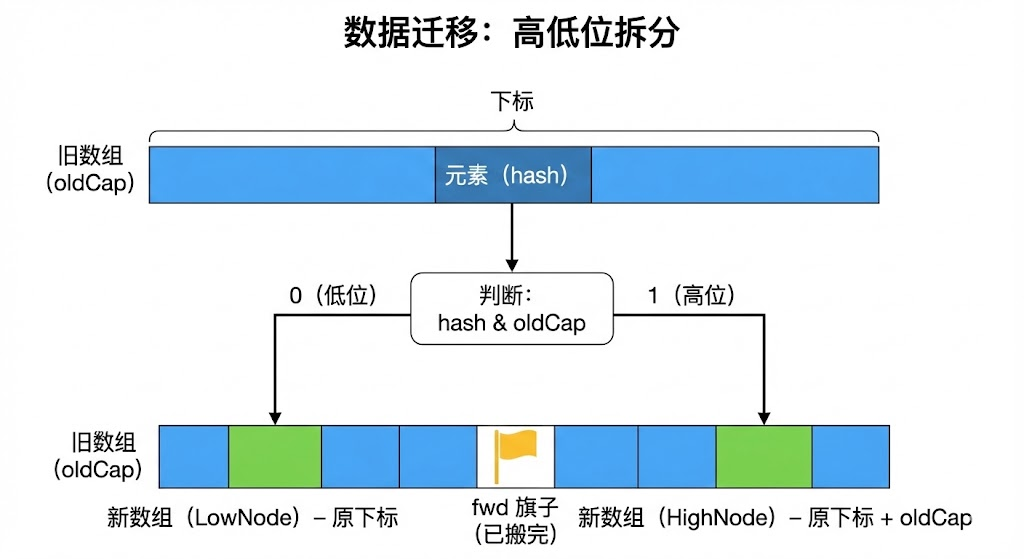 数据迁移：高低位拆分
下标
旧数组
（oldCap）
元素（hash）
0（低位）
判断：
hash & oldCap
1（高位）
旧数组
（oldCap）
新数组（LowNode）– 原下标
fwd 旗子
（已搬完）
新数组（HighNode）– 原下标 + oldCap